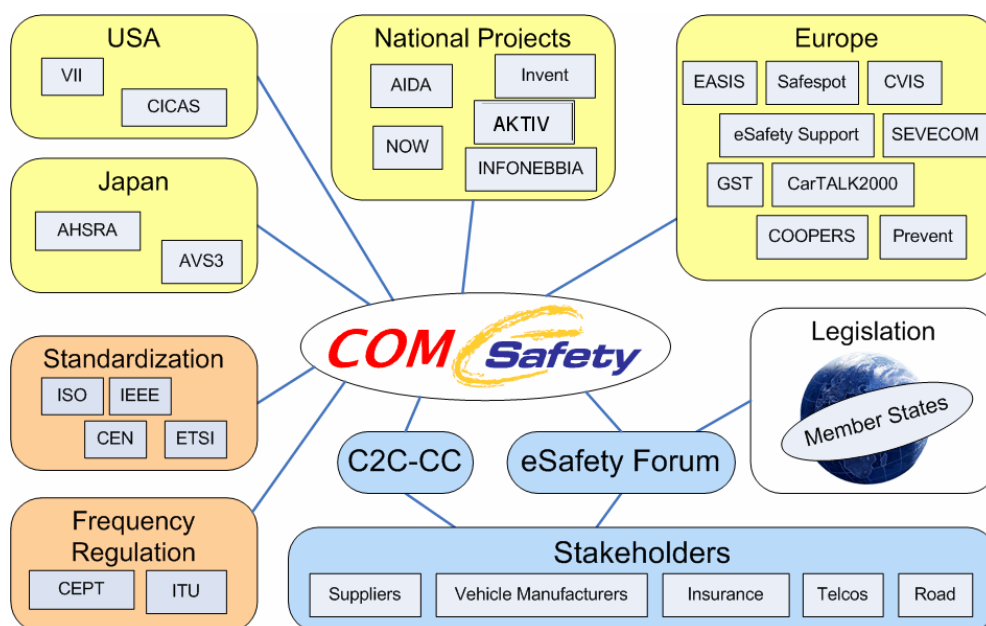 USA
VII
CICAS
National Projects
AIDA
Invent
AKTIV
NOW
INFONEBBIA
Europe
EASIS
Safespot
CVIS
eSafety Support
SEVECOM
GST
CarTALK2000
COOPERS
Prevent
Japan
AHSRA
AVS3
COM Safety
Standardization
ISO
IEEE
CEN
ETSI
Legislation
Member States
C2C-CC
eSafety Forum
Frequency
Regulation
CEPT
ITU
Stakeholders
Suppliers
Vehicle Manufacturers
Insurance
Telcos
Road